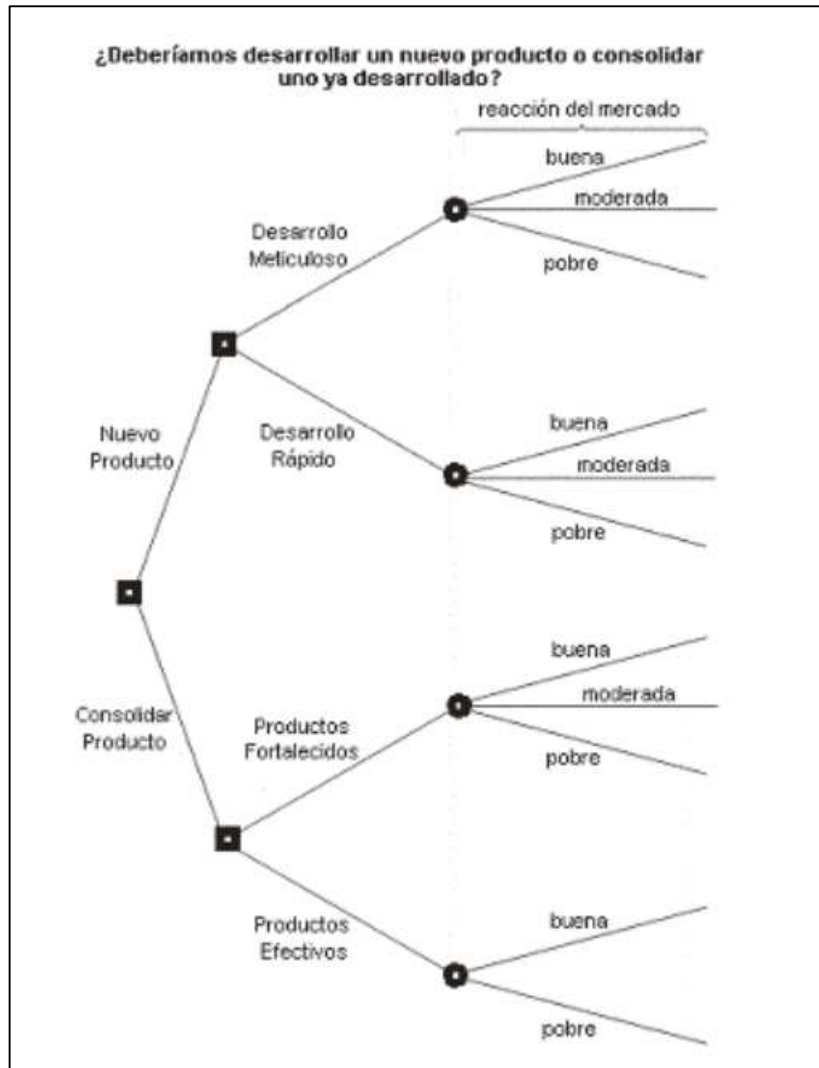 ¿Deberíamos desarrollar un nuevo producto o consolidar
uno ya desarrollado?
reacción del mercado
buena
moderada
pobre
Desarrollo
Meticuloso
Nuevo
Producto
Desarrollo
Rápido
buena
moderada
pobre
Consolidar
Producto
Productos
Fortalecidos
buena
moderada
pobre
Productos
Efectivos
buena
pobre